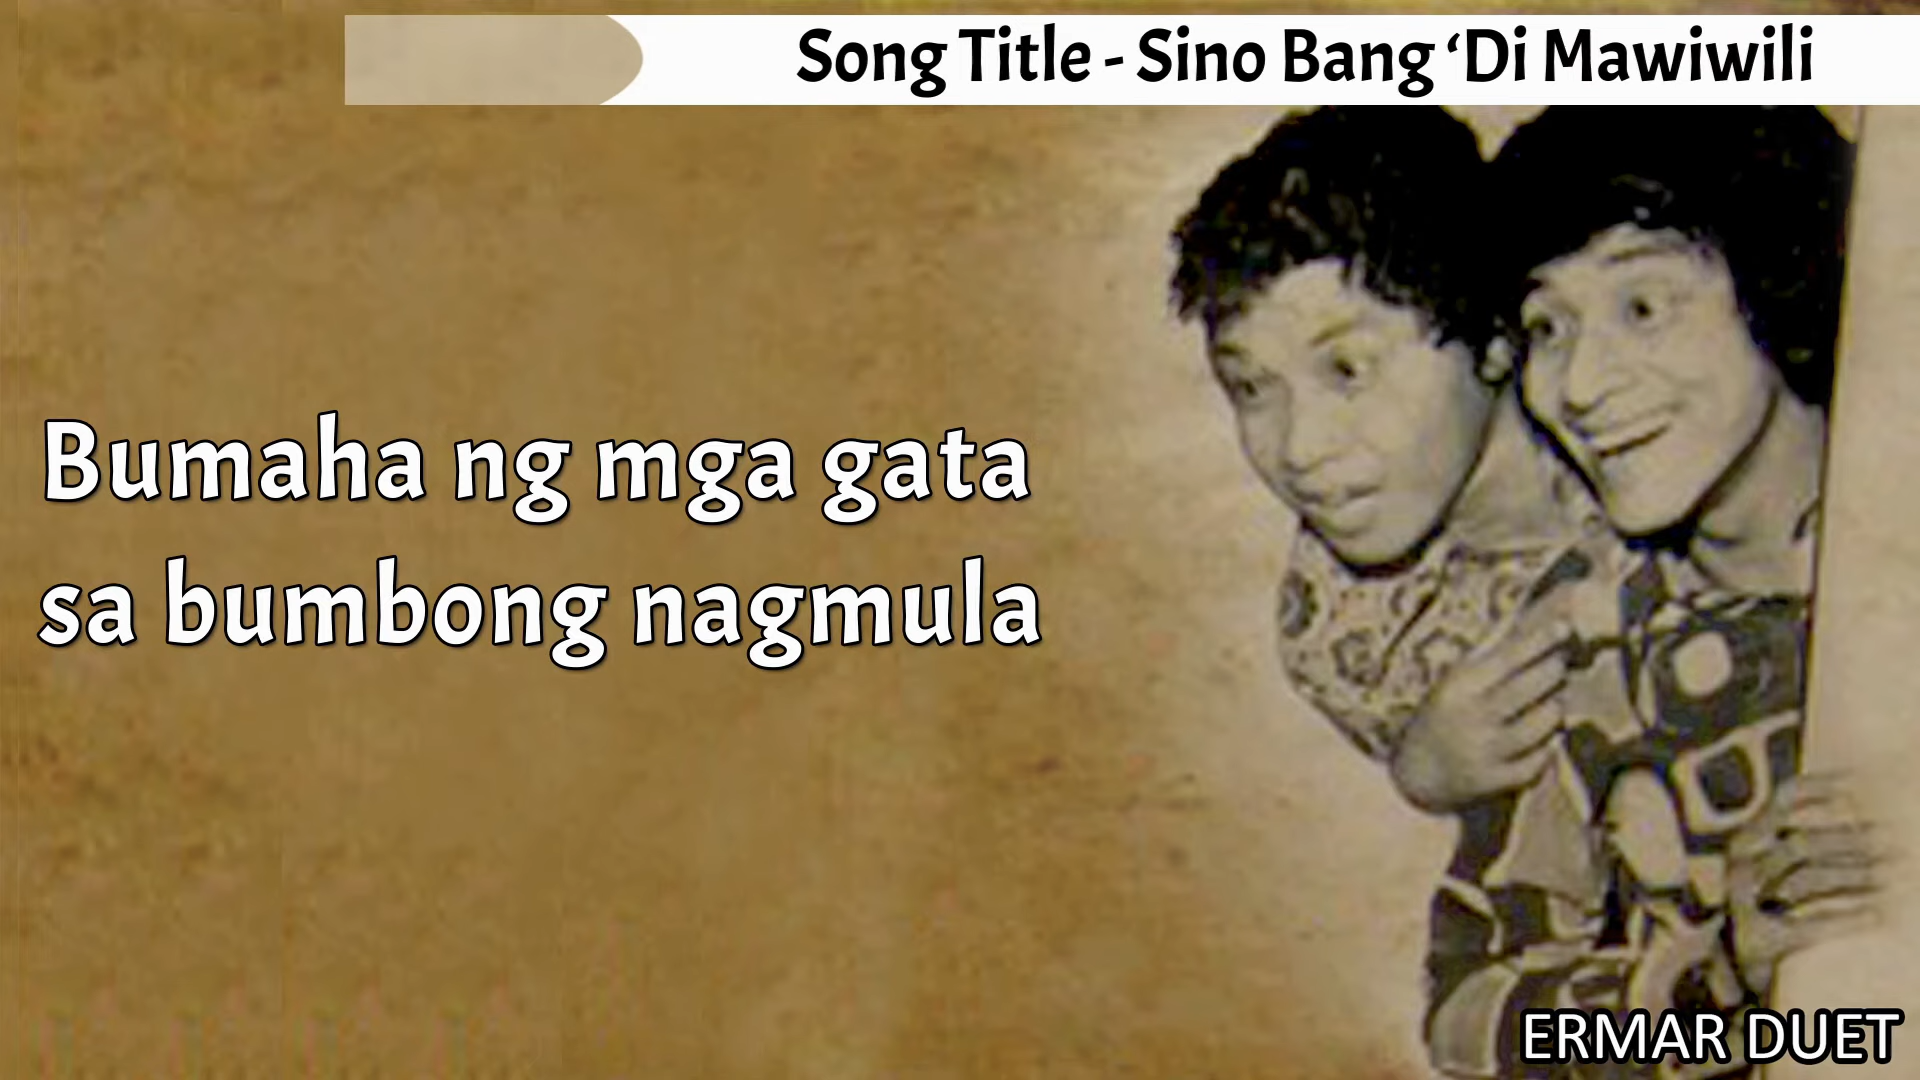 Song Title - Sino Bang ‘Di Mawiwili
Bumaha ng mga gata
sa bumbong nagmula
ERMAR DUET